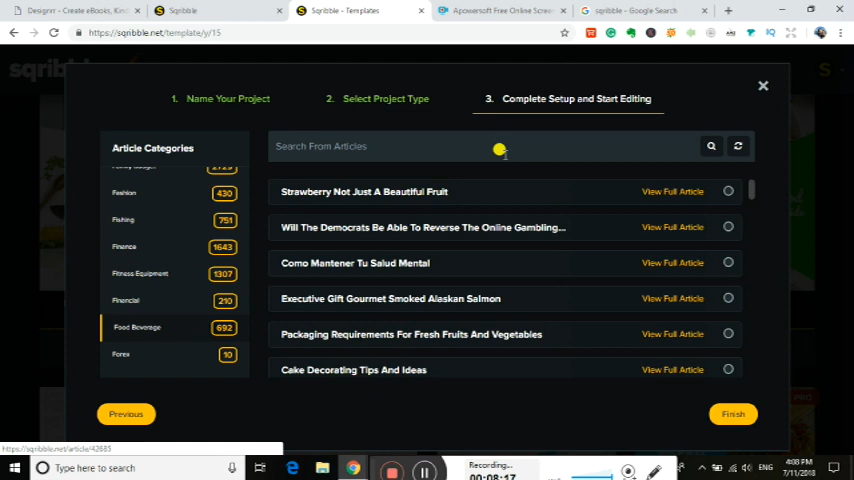 Designrr - Create eBooks, Kind
Sqribble
Sqribble - Templates
Apowersoft Free Online Screen
sqribble - Google Search
https://sqribble.net/template/y/15
sqribble
1. Name Your Project
2. Select Project Type
3. Complete Setup and Start Editing
Article Categories
Search From Articles
2729
Fashion 430
Fishing 751
Finance 1643
Fitness Equipment 1307
Financial 210
Food Beverage 692
Forex 10
Strawberry Not Just A Beautiful Fruit View Full Article
Will The Democrats Be Able To Reverse The Online Gambling... View Full Article
Como Mantener Tu Salud Mental View Full Article
Executive Gift Gourmet Smoked Alaskan Salmon View Full Article
Packaging Requirements For Fresh Fruits And Vegetables View Full Article
Cake Decorating Tips And Ideas View Full Article
Previous
Finish
PRO
https://sqribble.net/article/42685
Type here to search
Recording...
00:08:17
ENG
4:08 PM
7/11/2018